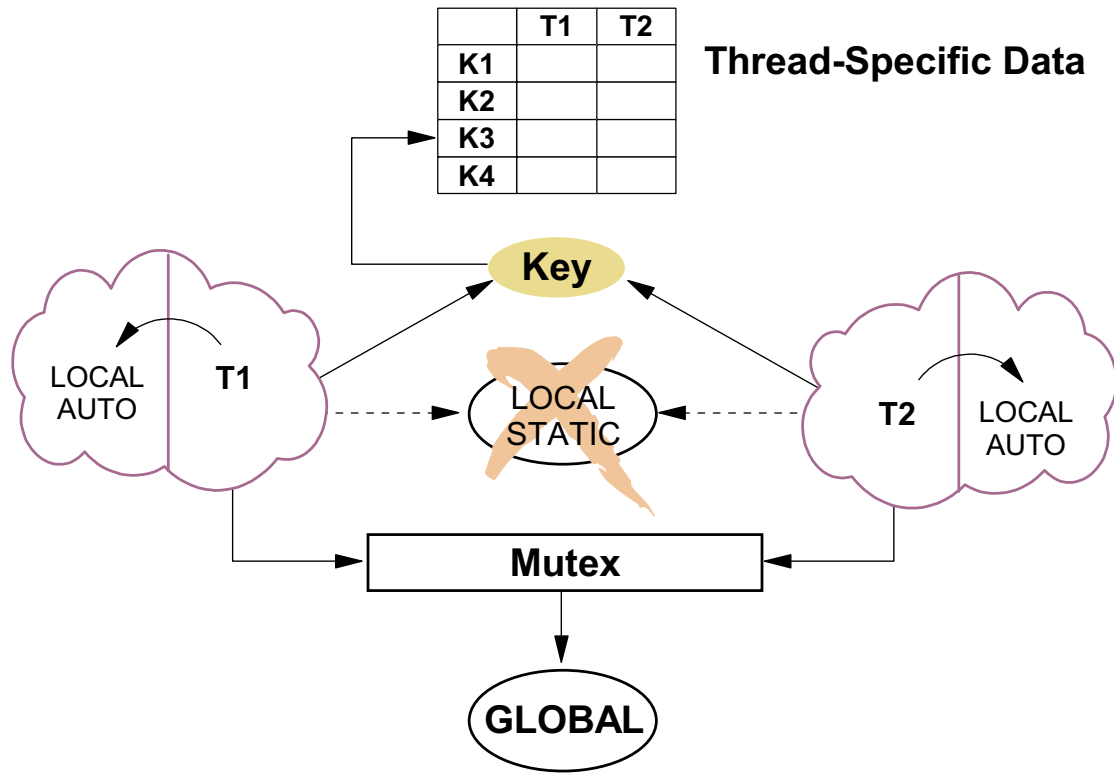 T1 T2
Thread-Specific Data
K1
K2
K3
K4
Key
LOCAL
AUTO
T1
LOCAL
STATIC
T2
LOCAL
AUTO
Mutex
GLOBAL